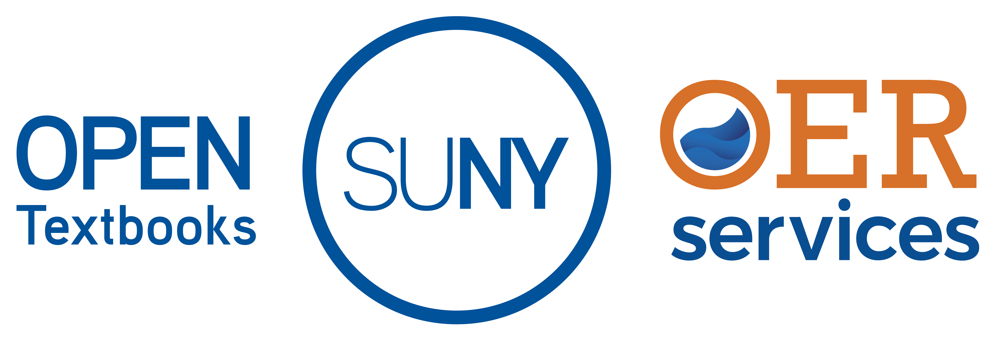 OPEN
Textbooks
SUNY
OER
services